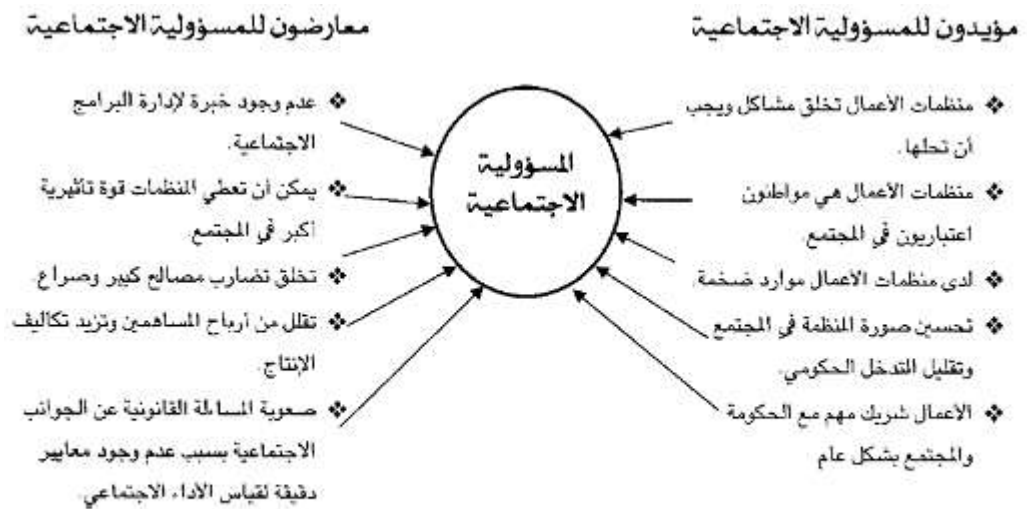 مؤيدون للمسؤولية الاجتماعية
❖ منظمات الأعمال تخلق مشاكل ويجب
أن تحلها.
❖ منظمات الأعمال هي مواطنون
اعتباريون في المجتمع.
❖ لدى منظمات الأعمال موارد ضخمة.
❖ تحسين صورة المنظمة في المجتمع
وتقليل التدخل الحكومي.
❖ الأعمال شريك مهم مع الحكومة
والمجتمع بشكل عام
المسؤولية
الاجتماعية
معارضون للمسؤولية الاجتماعية
❖ عدم وجود خبرة لإدارة البرامج
الاجتماعية.
❖ يمكن أن تعطي المنظمات قوة تأثيرية
أكبر في المجتمع.
❖ تخلق تضارب مصالح كبير وصراع.
❖ تقلل من أرباح المساهمين وتزيد تكاليف
الإنتاج.
❖ صعوبة المساءلة القانونية عن الجوانب
الاجتماعية بسبب عدم وجود معايير
دقيقة لقياس الأداء الاجتماعي.